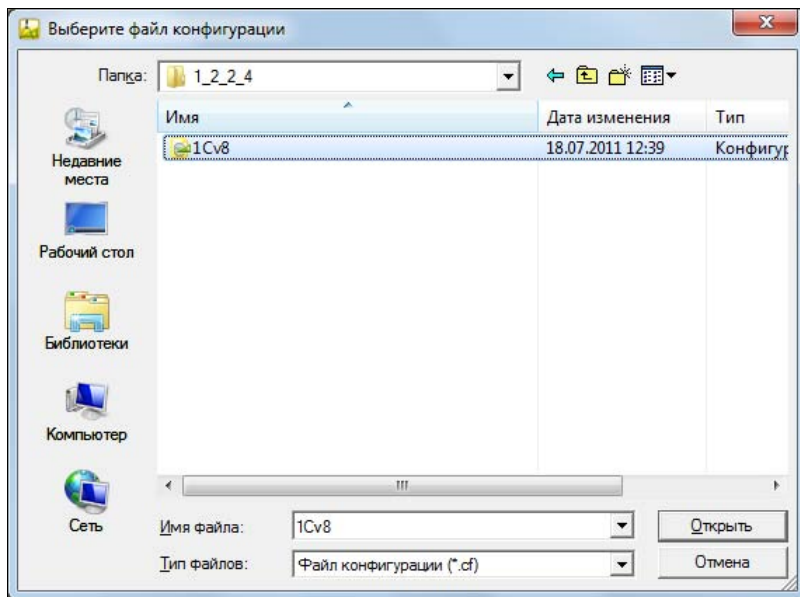 Выберите файл конфигурации
Папка: 1_2_2_4
Имя Дата изменения Тип
1Cv8 18.07.2011 12:39 Конфигур
Недавние
места
Рабочий стол
Библиотеки
Компьютер
Сеть
Имя файла: 1Cv8 Открыть
Тип файлов: Файл конфигурации (*.cf) Отмена